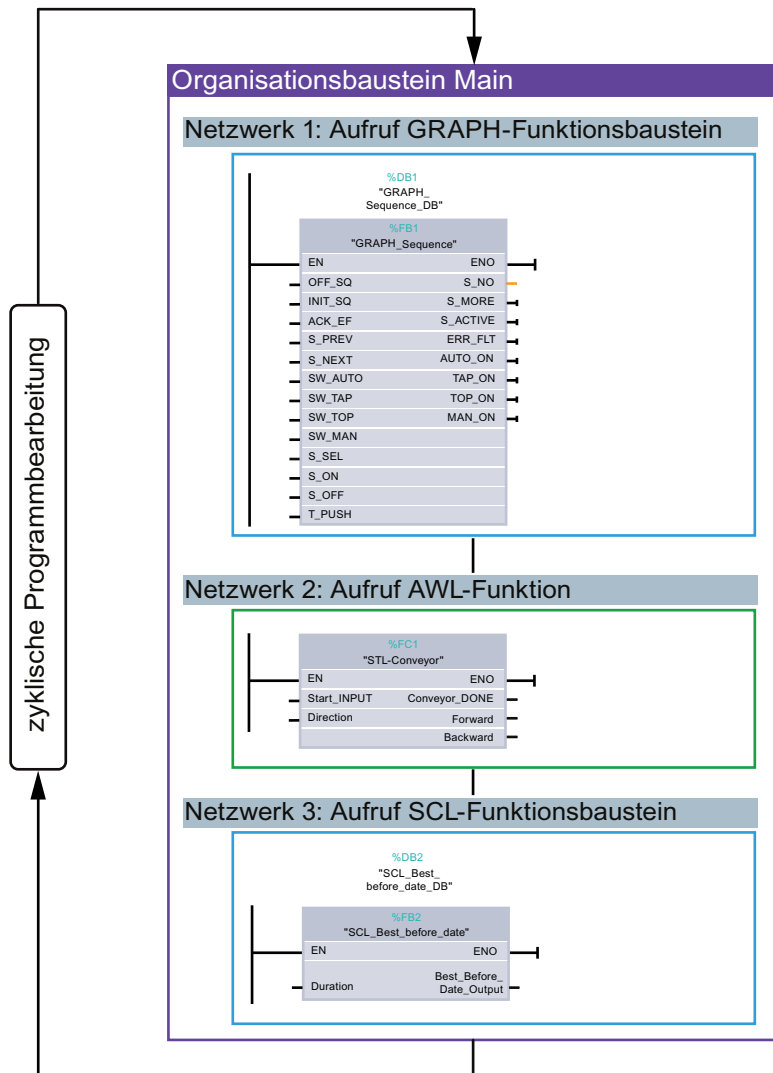 zyklische Programmbearbeitung
Organisationsbaustein Main
Netzwerk 1: Aufruf GRAPH-Funktionsbaustein
%DB1
"GRAPH_
Sequence_DB"
%FB1
"GRAPH_Sequence"
EN ENO
OFF_SQ S_NO
INIT_SQ S_MORE
ACK_EF S_ACTIVE
S_PREV ERR_FLT
S_NEXT AUTO_ON
SW_AUTO TAP_ON
SW_TAP TOP_ON
SW_TOP MAN_ON
SW_MAN
S_SEL
S_ON
S_OFF
T_PUSH
Netzwerk 2: Aufruf AWL-Funktion
%FC1
"STL-Conveyor"
EN ENO
Start_INPUT Conveyor_DONE
Direction Forward
Backward
Netzwerk 3: Aufruf SCL-Funktionsbaustein
%DB2
"SCL_Best_
before_date_DB"
%FB2
"SCL_Best_before_date"
EN ENO
Best_Before_
Duration Date_Output